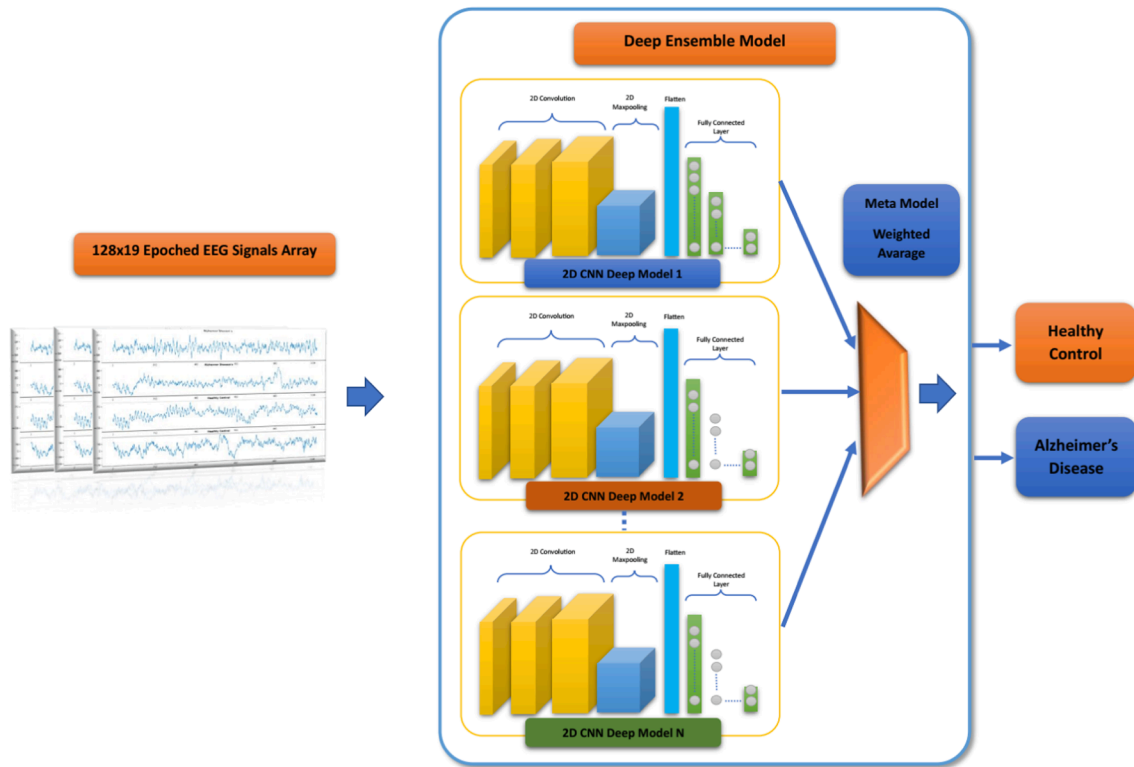 Deep Ensemble Model
128x19 Epoched EEG Signals Array
2D Convolution
2D
Maxpooling
Flatten
Fully Connected
Layer
2D CNN Deep Model 1
2D Convolution
2D
Maxpooling
Flatten
Fully Connected
Layer
2D CNN Deep Model 2
2D Convolution
2D
Maxpooling
Flatten
Fully Connected
Layer
2D CNN Deep Model N
Meta Model
Weighted
Avarage
Healthy
Control
Alzheimer's
Disease